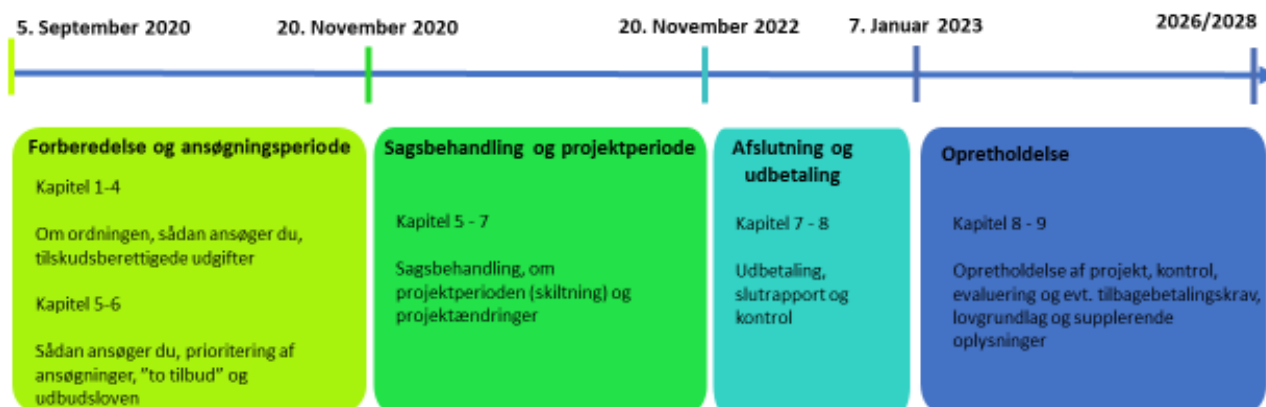 5. September 2020
20. November 2020
20. November 2022
7. Januar 2023
2026/2028
Forberedelse og ansøgningsperiode
Kapitel 1-4
Om ordningen, sådan ansøger du,
tilskudsberettigede udgifter
Kapitel 5-6
Sådan ansøger du, prioritering af
ansøgninger, ”to tilbud” og
udbudsloven
Sagsbehandling og projektperiode
Kapitel 5 - 7
Sagsbehandling, om
projektperioden (skiltning) og
projektændringer
Afslutning og
udbetaling
Kapitel 7 - 8
Udbetaling,
slutrapport og
kontrol
Opretholdelse
Kapitel 8 - 9
Opretholdelse af projekt, kontrol,
evaluering og evt. tilbagebetalingskrav,
lovgrundlag og supplerende
oplysninger